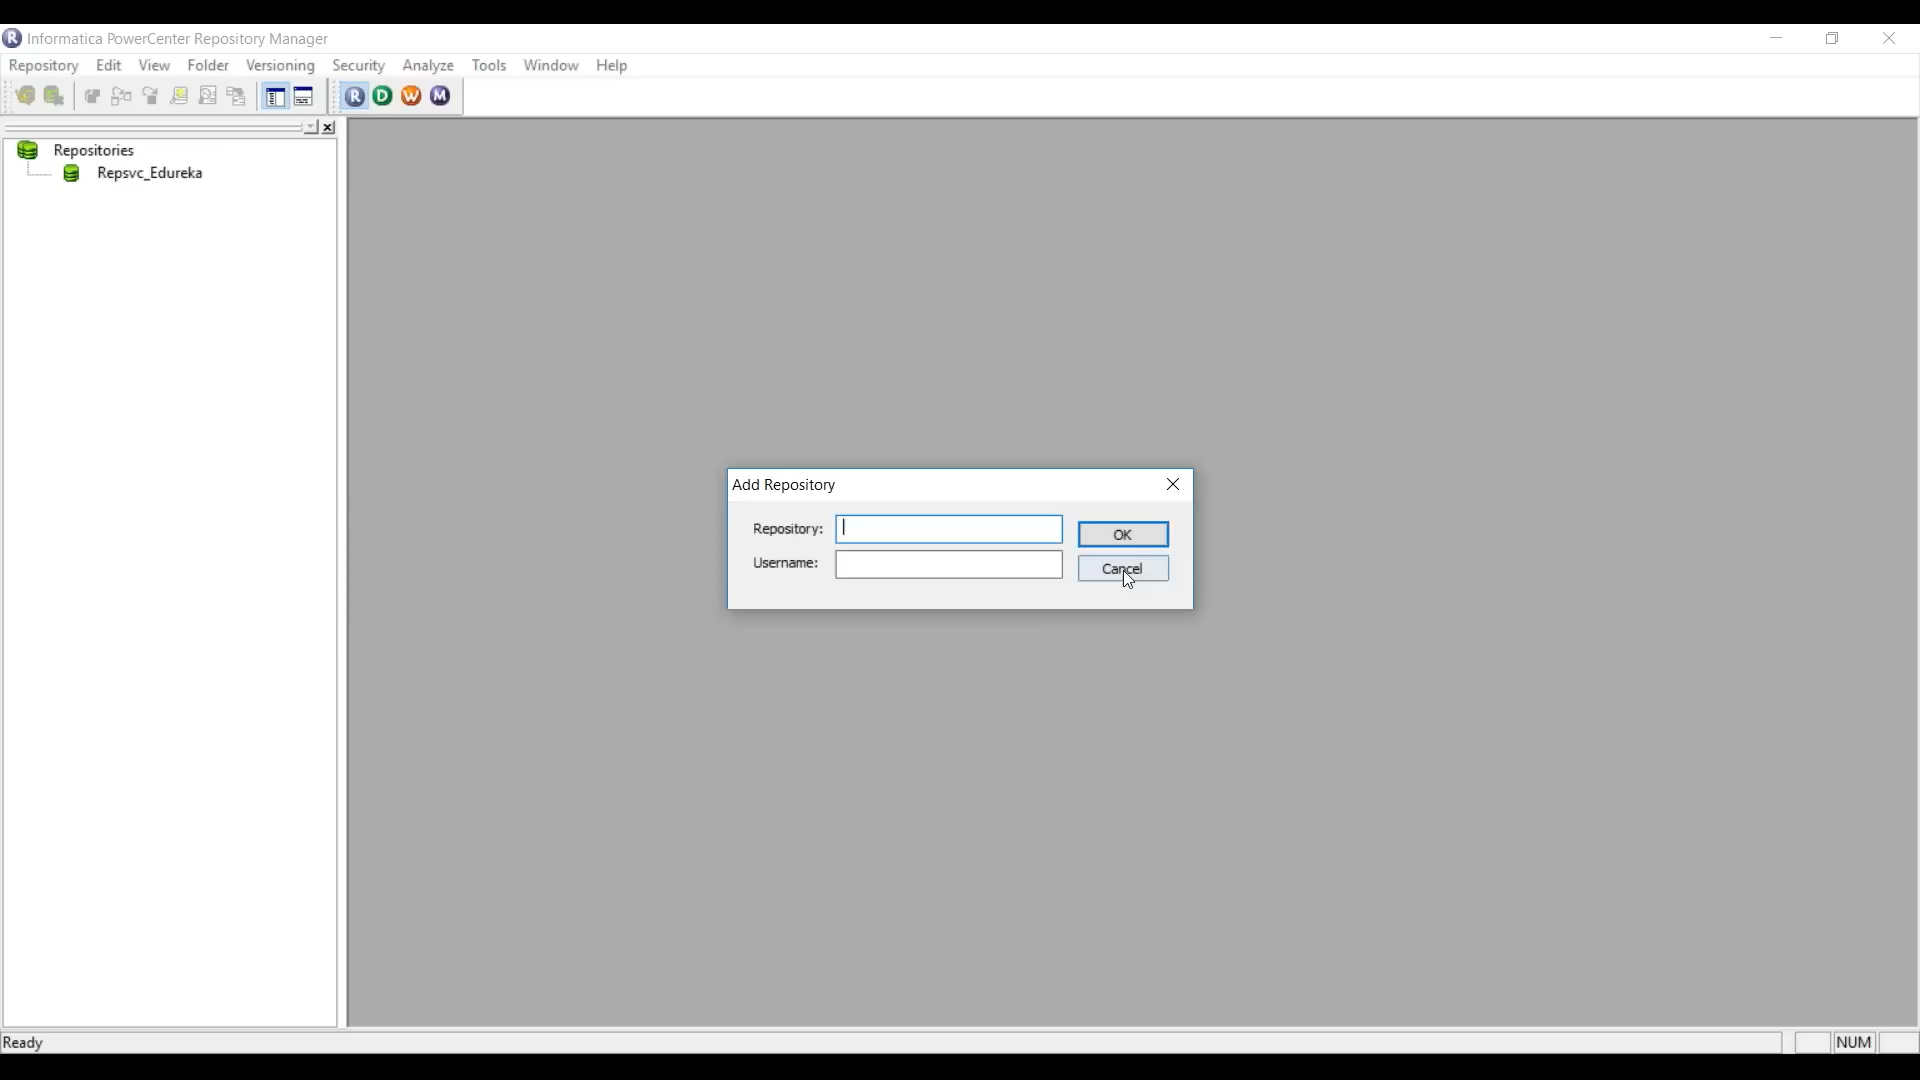 R Informatica PowerCenter Repository Manager
Repository Edit View Folder Versioning Security Analyze Tools Window Help
R D W M
Repositories
Repsvc_Edureka
Add Repository
Repository:
OK
Username:
Cancel
Ready
NUM